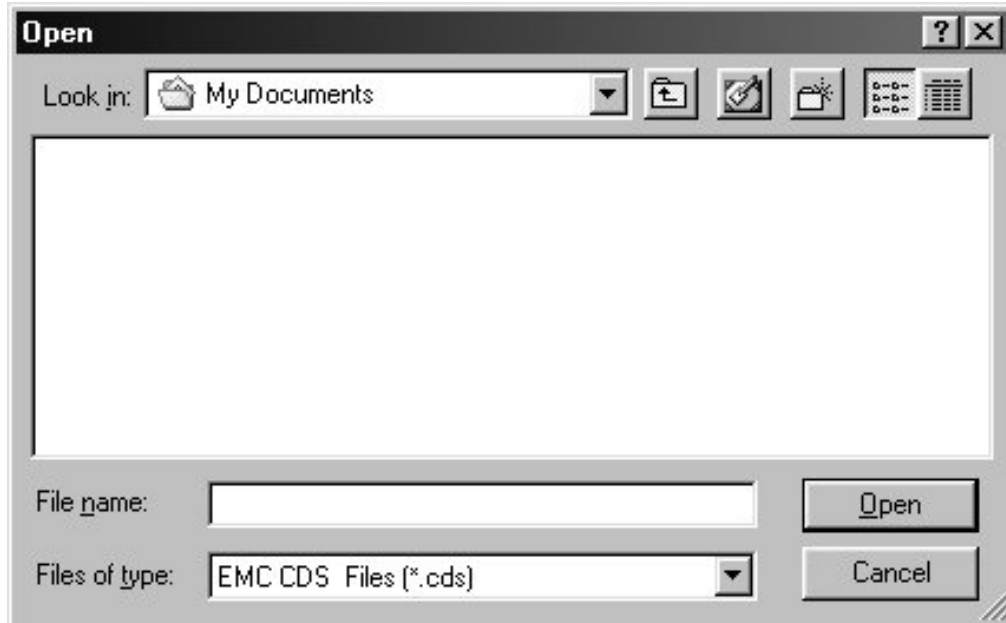 Open
Look in: My Documents
File name:
Open
Files of type: EMC CDS  Files (*.cds)
Cancel